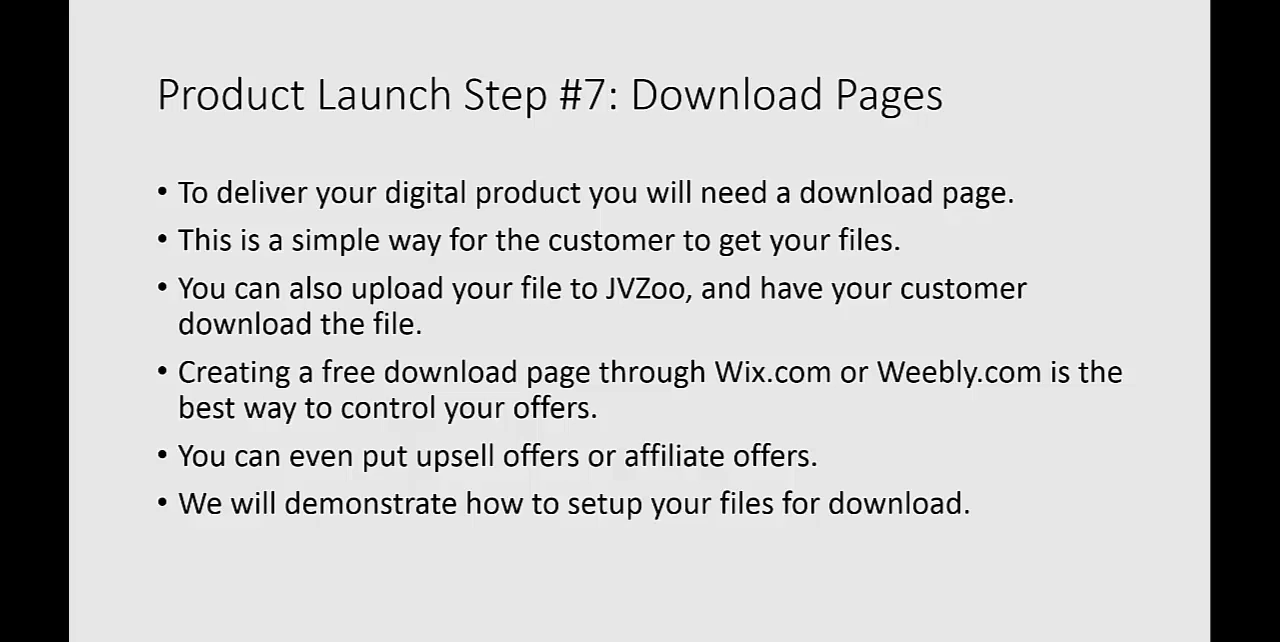 Product Launch Step #7: Download Pages
• To deliver your digital product you will need a download page.
• This is a simple way for the customer to get your files.
• You can also upload your file to JVZoo, and have your customer
download the file.
• Creating a free download page through Wix.com or Weebly.com is the
best way to control your offers.
• You can even put upsell offers or affiliate offers.
• We will demonstrate how to setup your files for download.